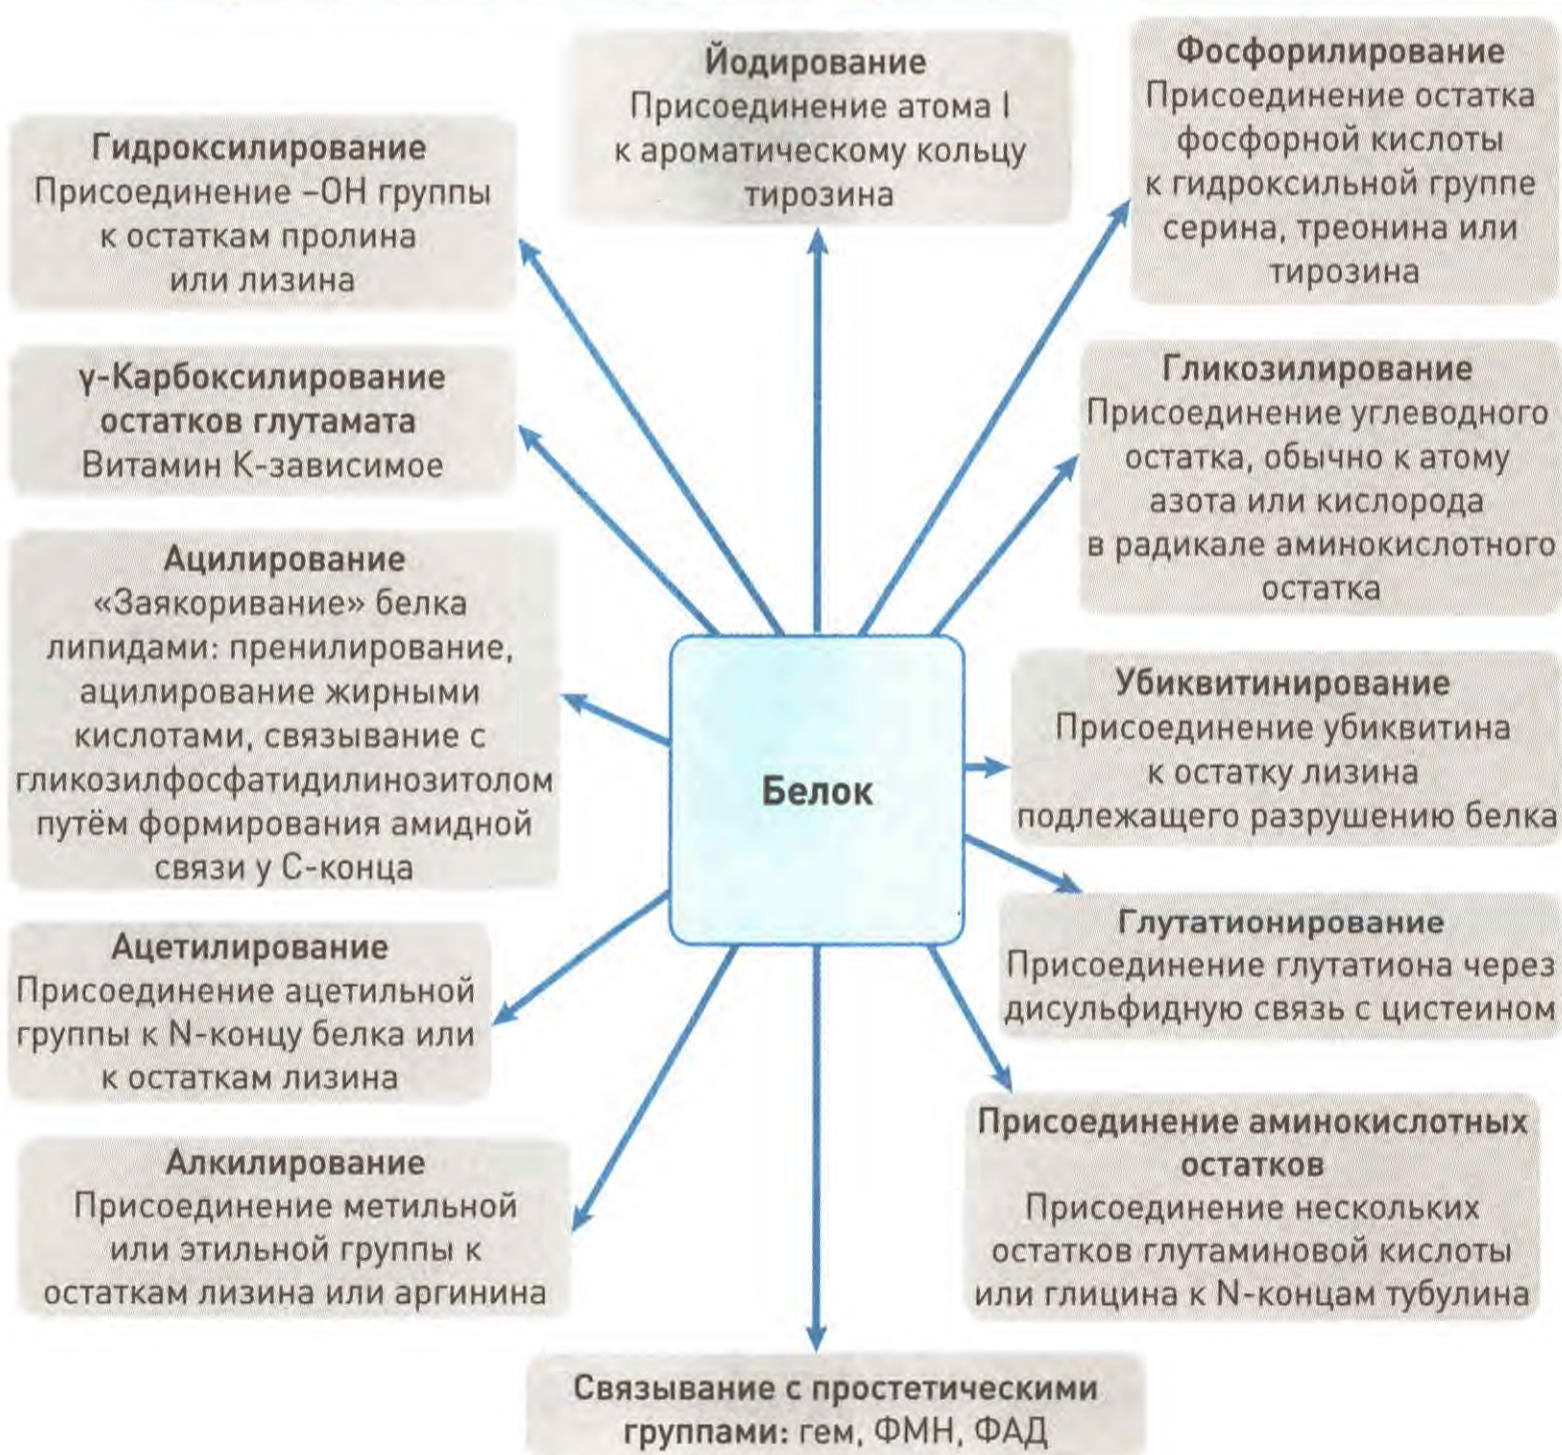 Йодирование
Присоединение атома I
к ароматическому кольцу
тирозина
Фосфорилирование
Присоединение остатка
фосфорной кислоты
к гидроксильной группе
серина, треонина или
тирозина
Гидроксилирование
Присоединение –ОН группы
к остаткам пролина
или лизина
Гликозилирование
Присоединение углеводного
остатка, обычно к атому
азота или кислорода
в радикале аминокислотного
остатка
γ-Карбоксилирование
остатков глутамата
Витамин К-зависимое
Ацилирование
«Заякоривание» белка
липидами: пренилирование,
ацилирование жирными
кислотами, связывание с
гликозилфосфатидилинозитолом
путём формирования амидной
связи у С-конца
Белок
Убиквитинирование
Присоединение убиквитина
к остатку лизина
подлежащего разрушению белка
Глутатионирование
Присоединение глутатиона через
дисульфидную связь с цистеином
Ацетилирование
Присоединение ацетильной
группы к N-концу белка или
к остаткам лизина
Присоединение аминокислотных
остатков
Присоединение нескольких
остатков глутаминовой кислоты
или глицина к N-концам тубулина
Алкилирование
Присоединение метильной
или этильной группы к
остаткам лизина или аргинина
Связывание с простетическими
группами: гем, ФМН, ФАД